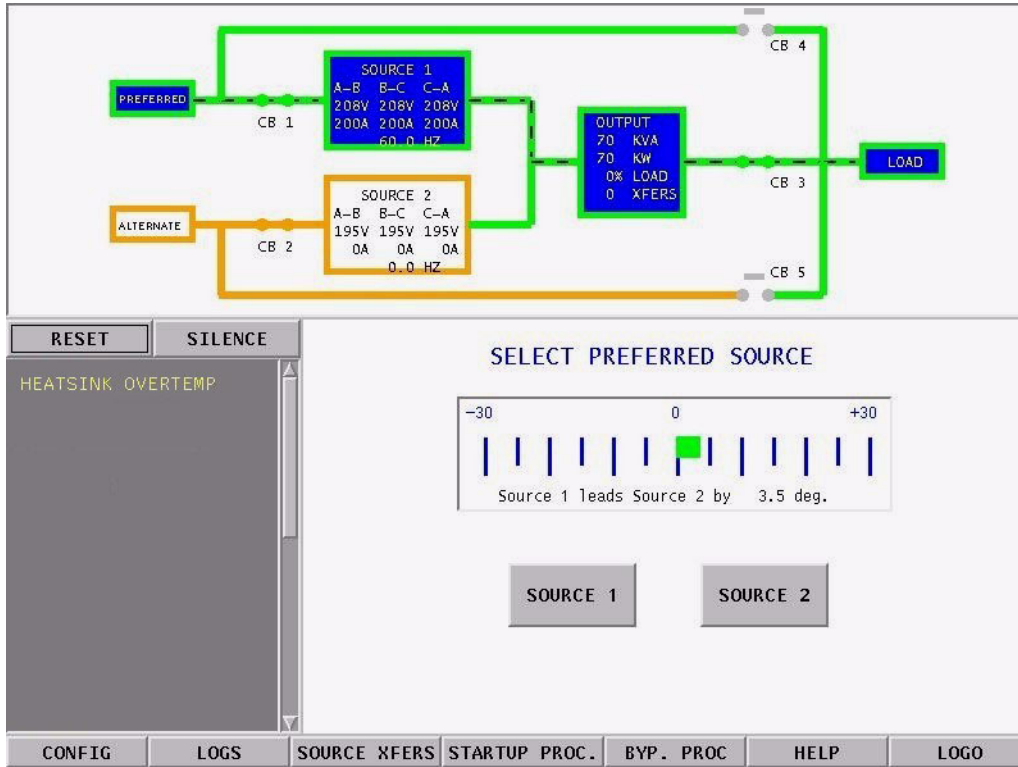 CB 4
SOURCE 1
A-B B-C C-A
208V 208V 208V
200A 200A 200A
60.0 HZ
PREFERRED
CB 1
OUTPUT
70 KVA
70 KW
0% LOAD
0 XFERS
LOAD
CB 3
SOURCE 2
A-B B-C C-A
195V 195V 195V
0A 0A 0A
0.0 HZ
ALTERNATE
CB 2
CB 5
RESET SILENCE
HEATSINK OVERTEMP
SELECT PREFERRED SOURCE
-30 0 +30
Source 1 leads Source 2 by 3.5 deg.
SOURCE 1 SOURCE 2
CONFIG LOGS SOURCE XFERS STARTUP PROC. BYP. PROC HELP LOGO